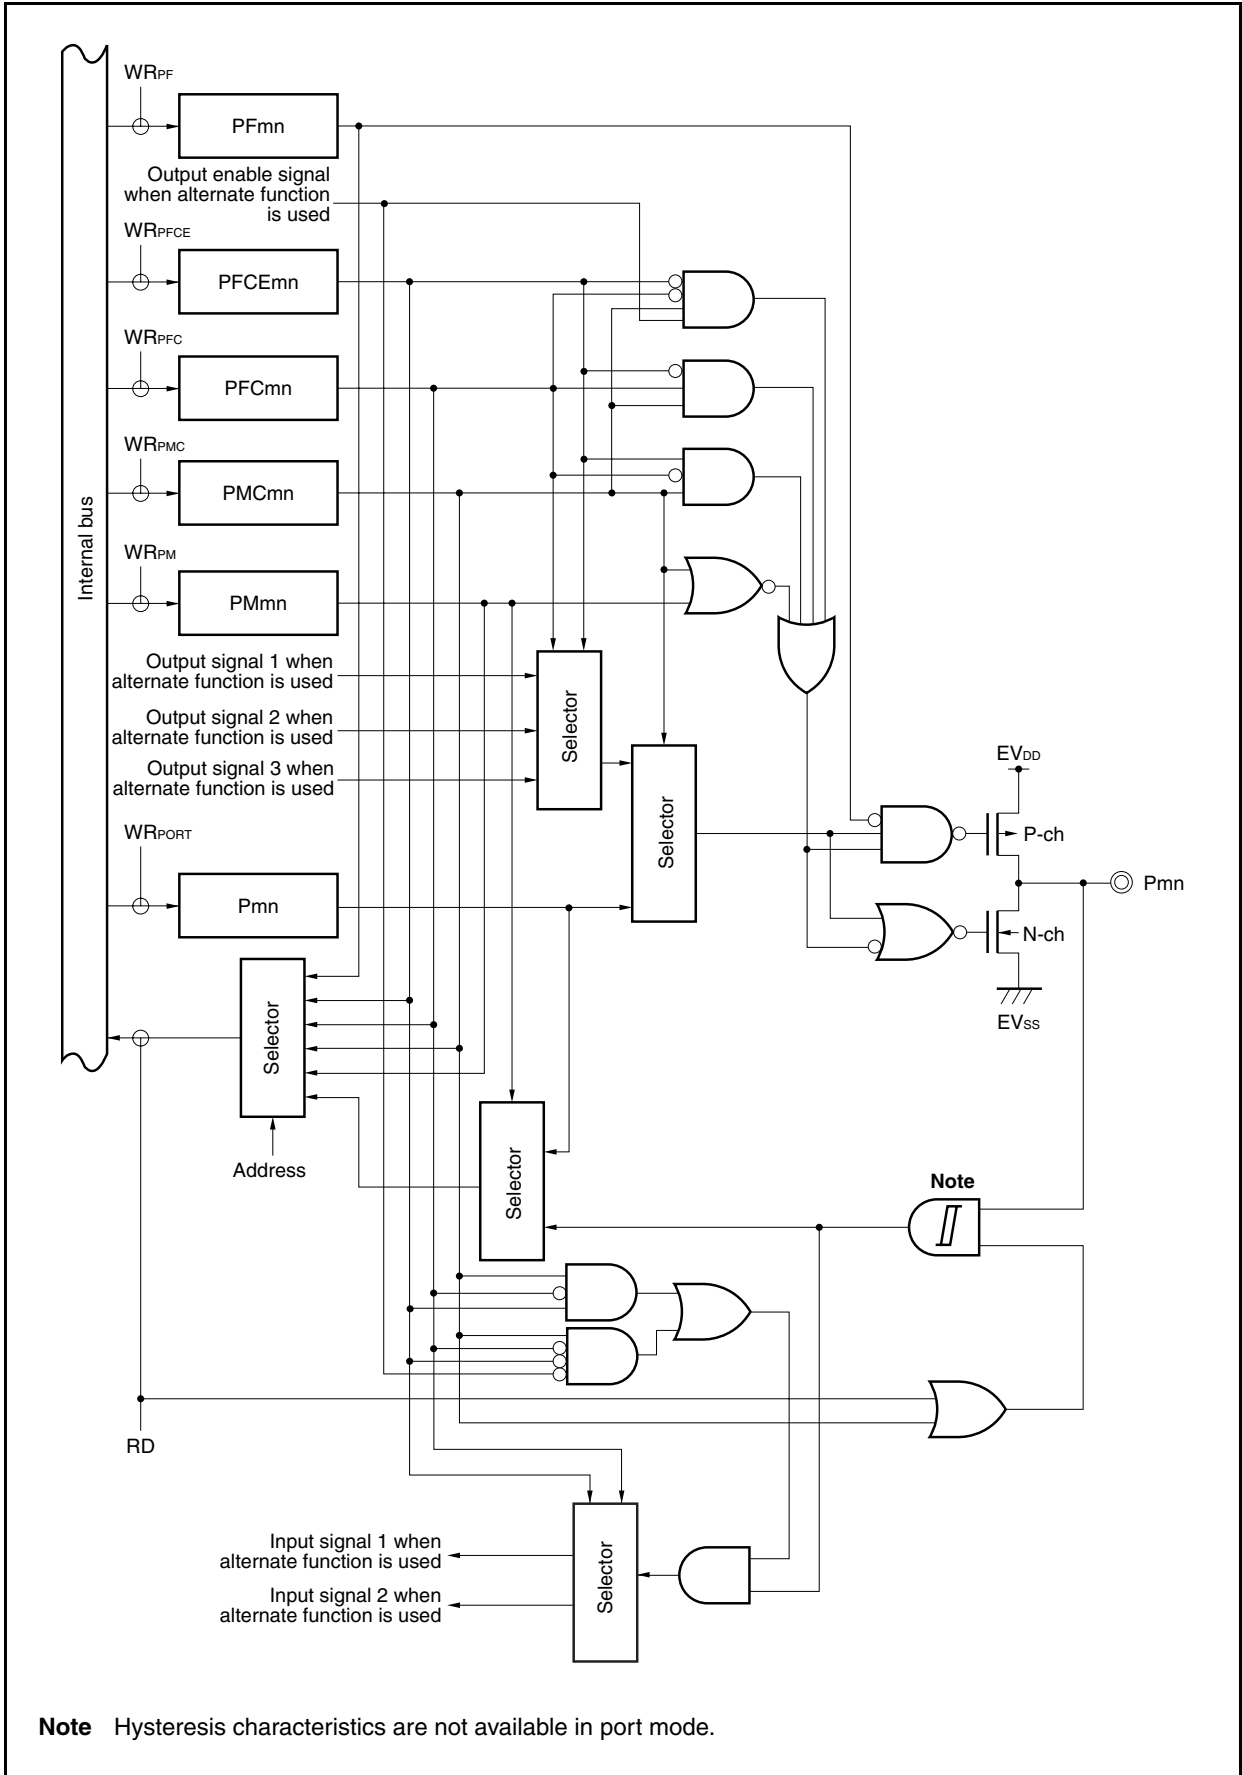 WRPF
PFmn
Output enable signal
when alternate function
is used
WRPFCE
PFCEmn
WRPFC
PFCmn
WRPMC
PMCmn
Internal bus
WRPM
PMmn
Output signal 1 when
alternate function is used
Output signal 2 when
alternate function is used
Output signal 3 when
alternate function is used
Selector
Selector
EVDD
P-ch
WRPORT
Pmn
Pmn
N-ch
EVSS
Selector
Address
Selector
Note
RD
Input signal 1 when
alternate function is used
Input signal 2 when
alternate function is used
Selector
Note Hysteresis characteristics are not available in port mode.